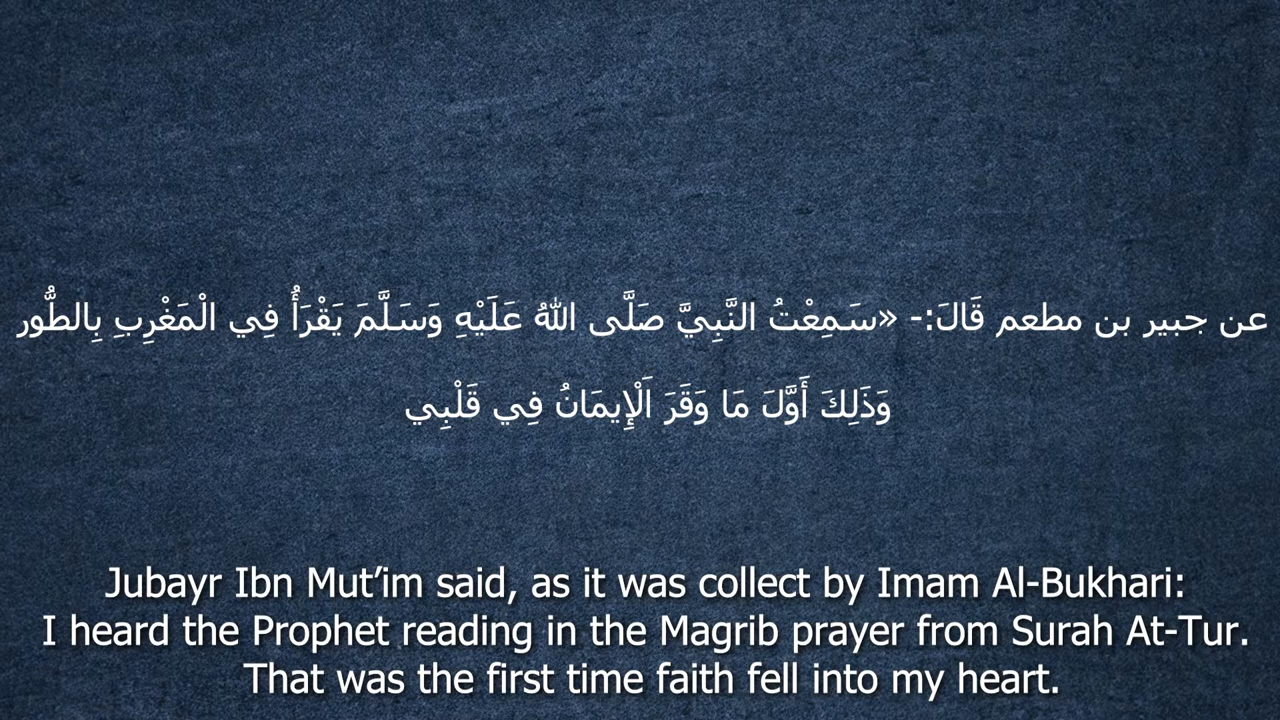 عن جبير بن مطعم قَالَ:- «سَمِعْتُ النَّبِيَّ صَلَّى اللهُ عَلَيْهِ وَسَلَّمَ يَقْرَأُ فِي الْمَغْرِبِ بِالطُّور
وَذَلِكَ أَوَّلَ مَا وَقَرَ اَلْإِيمَانُ فِي قَلْبِي
Jubayr Ibn Mut’im said, as it was collect by Imam Al-Bukhari:
I heard the Prophet reading in the Magrib prayer from Surah At-Tur.
That was the first time faith fell into my heart.